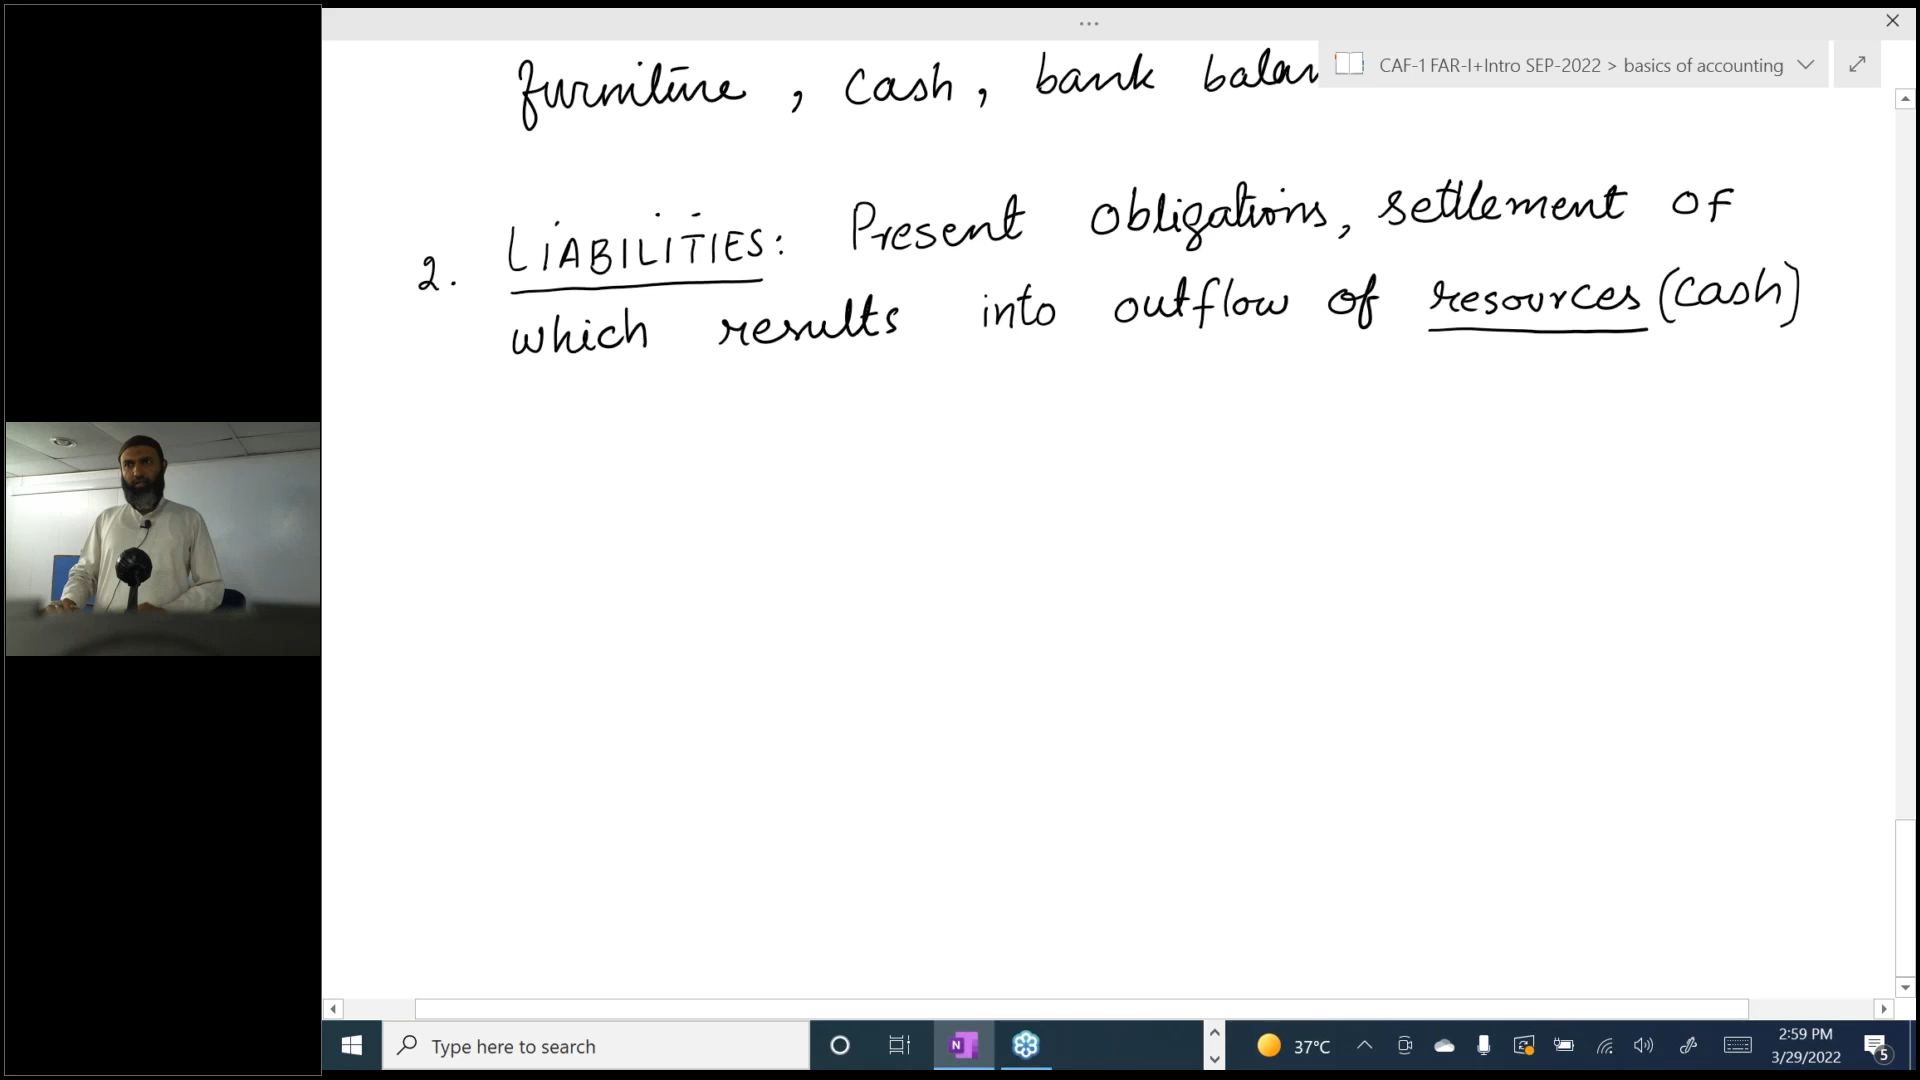 CAF-1 FAR-I+Intro SEP-2022 > basics of accounting
furniture, cash, bank balan
2. LIABILITIES: Present obligations, settlement of
which results into outflow of resources (cash)
Type here to search
N
37°C
2:59 PM
3/29/2022
5